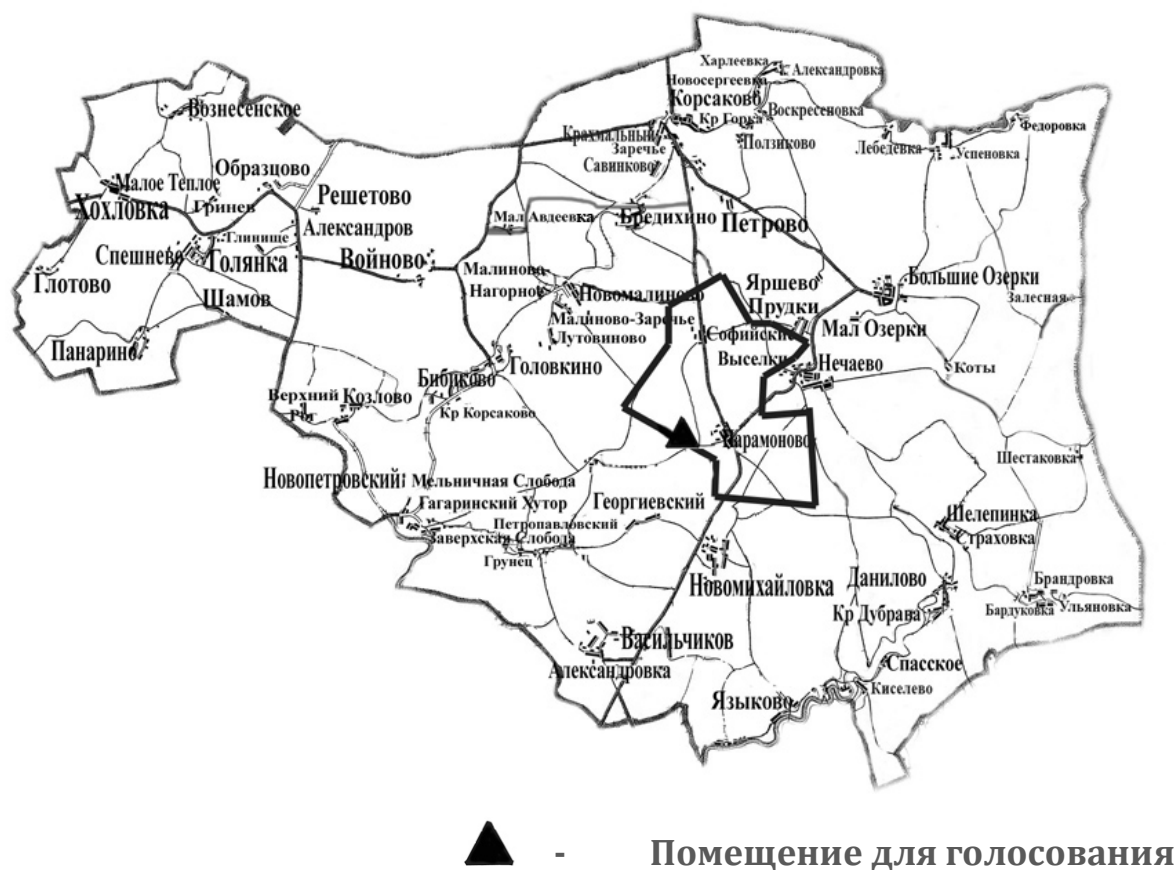 Харлеевка
Александровка
Новосергеевка
Корсаково
Воскресеновка
Вознесенское
Кр Горка
Федоровка
Крахмальный
Ползиково
Заречье
Лебедевка
Успеновка
Савинково
Образцово
Малое Теплое
Решетово
Хохловка
Гринев
Мал Авдеевка
Бредихино
Петрово
Александров
Глинище
Спешнево
Голянка
Войново
Малиново
Яршево
Большие Озерки
Глотово
Нагорное
Новомалиново
Залесная
Шамов
Прудки
Малиново-Заречье
Мал Озерки
Софийские
Лутовиново
Панарино
Выселки
Нечаево
Головкино
Коты
Бибиково
Верхний
Козлово
Рог
Кр Корсаково
Парамоново
Шестаковка
Новопетровский
Мельничная Слобода
Гагаринский Хутор
Георгиевский
Шелепинка
Петропавловский
Заверхская Слобода
Страховка
Грунец
Новомихайловка
Данилово
Брандровка
Бардуковка
Ульяновка
Кр Дубрава
Васильчиков
Спасское
Александровка
Киселево
Языково
- Помещение для голосования